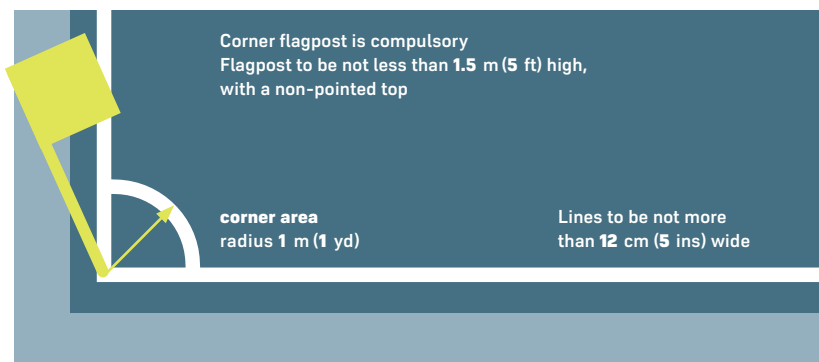 Corner flagpost is compulsory
Flagpost to be not less than 1.5 m (5 ft) high,
with a non-pointed top
corner area
radius 1 m (1 yd)
Lines to be not more
than 12 cm (5 ins) wide